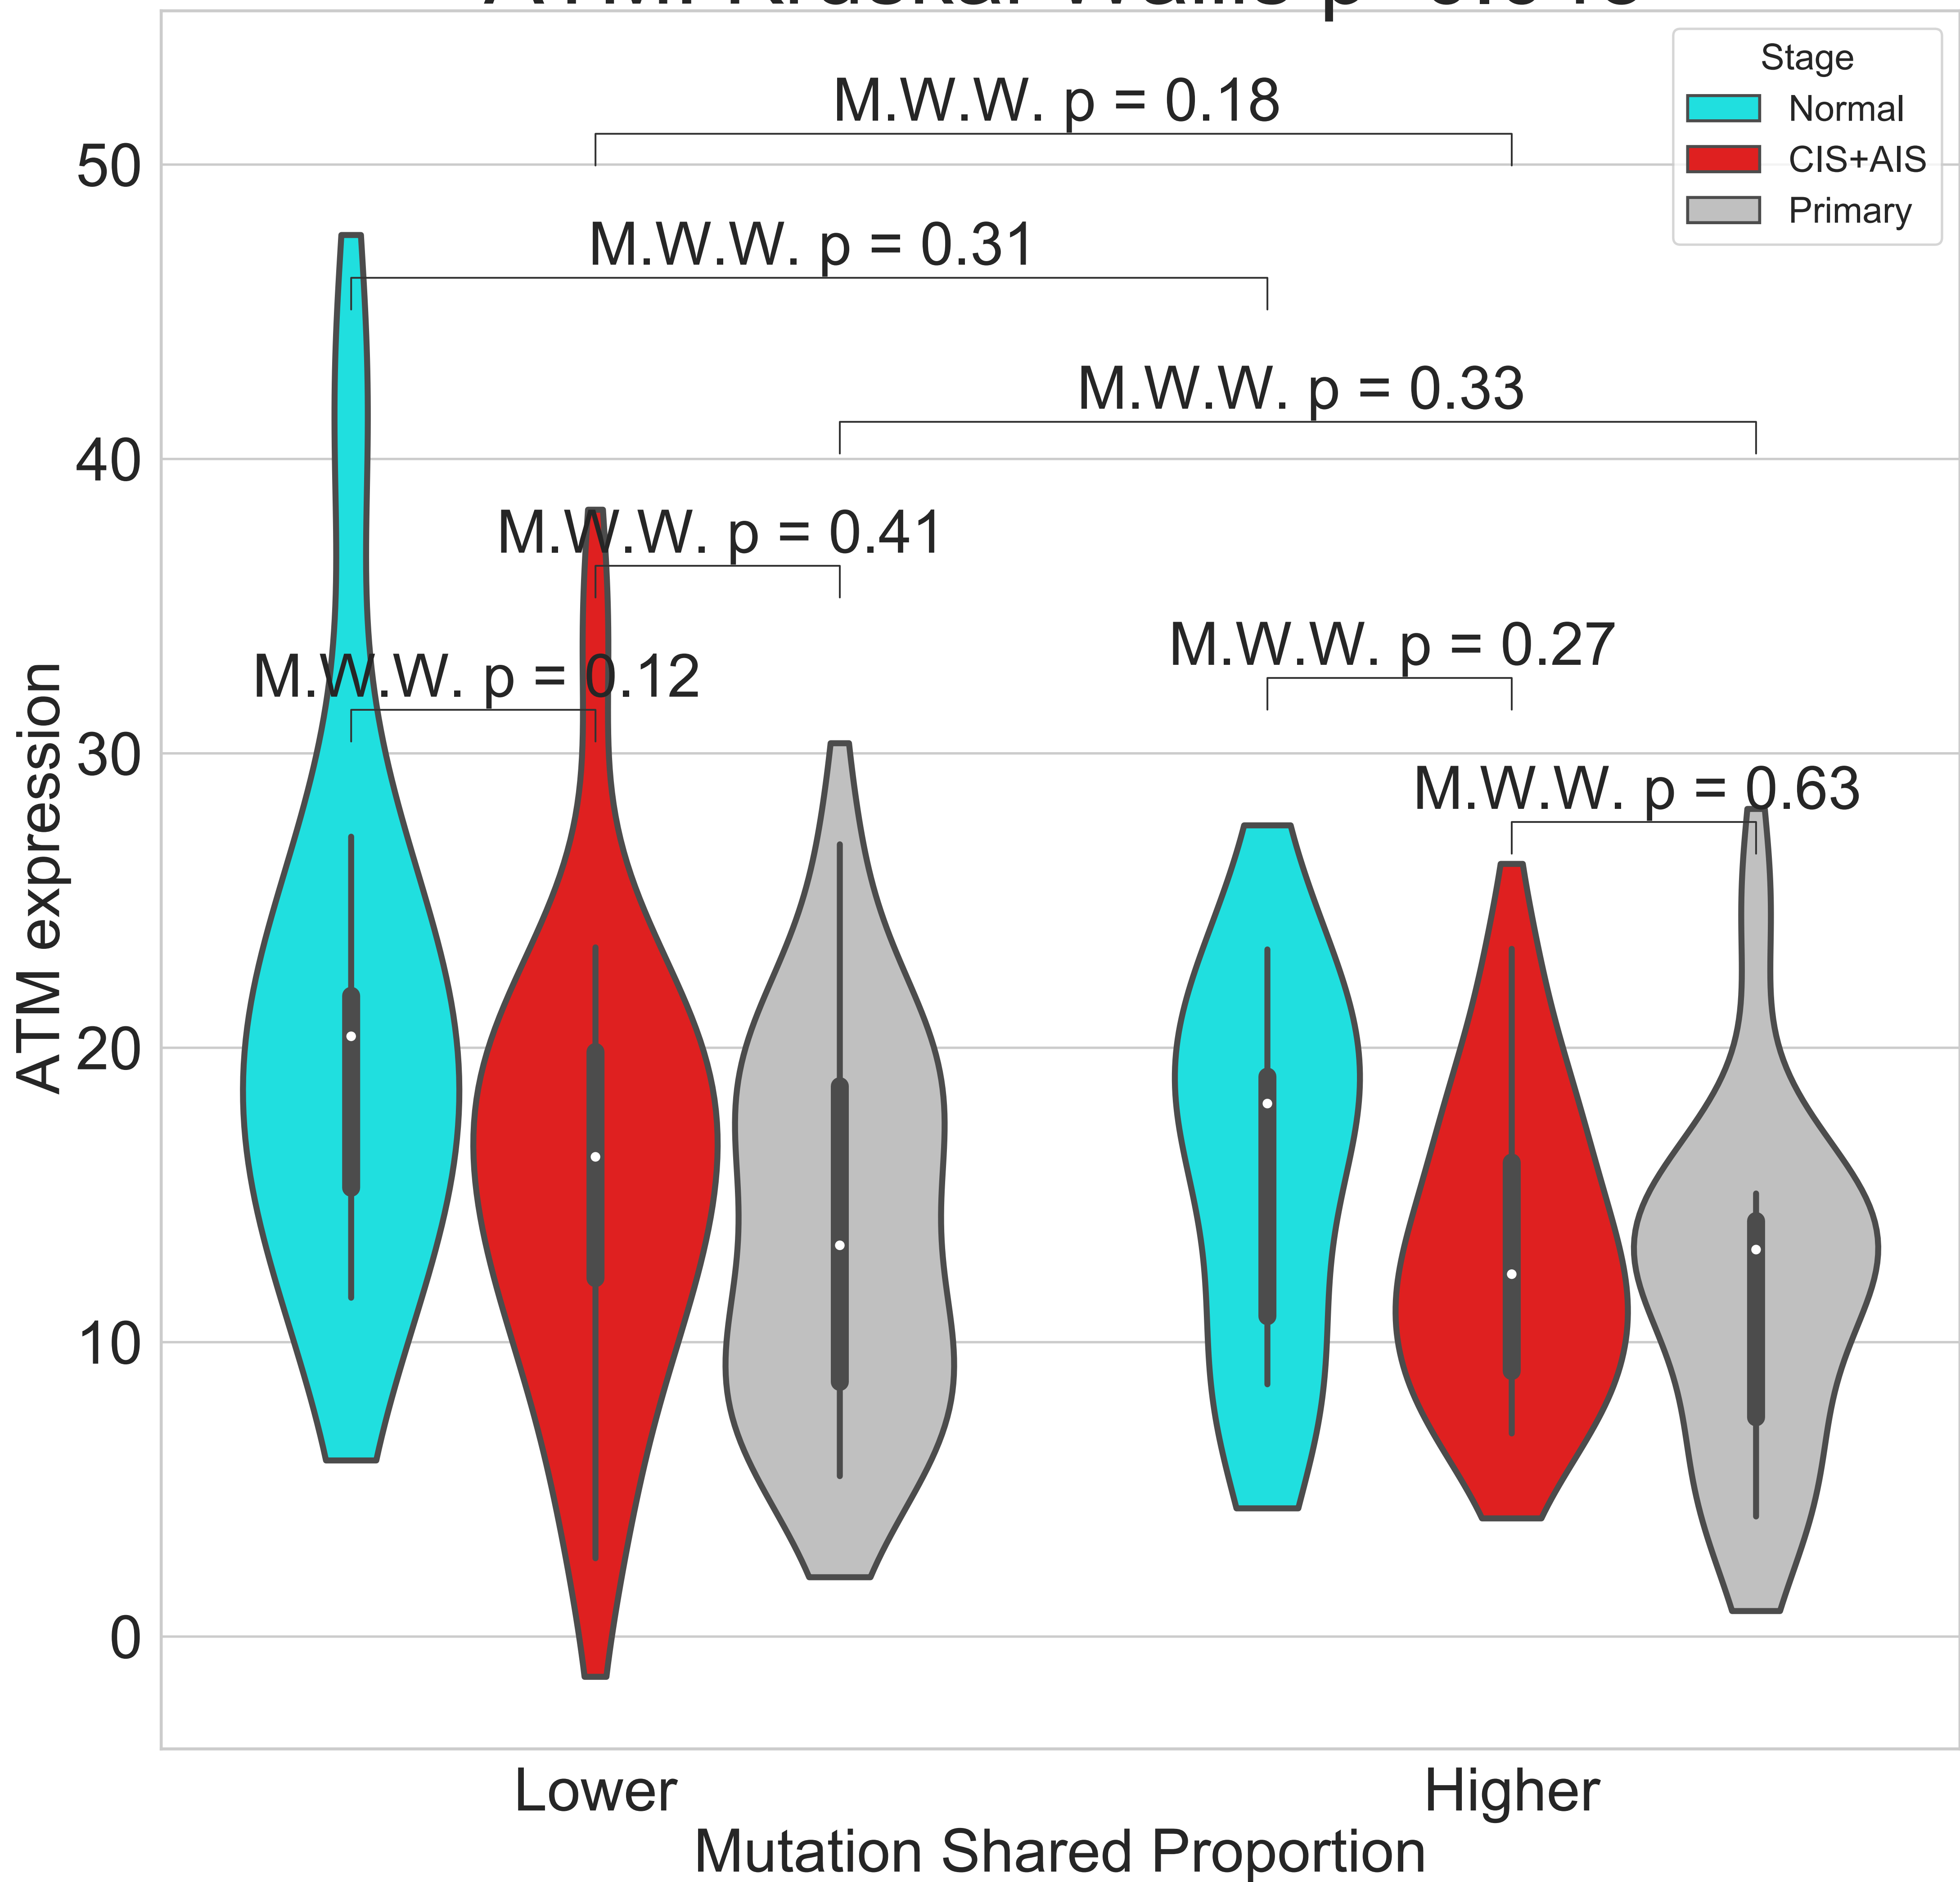 Stage
Normal
CIS+AIS
Primary
M.W.W. p = 0.18
M.W.W. p = 0.31
M.W.W. p = 0.33
M.W.W. p = 0.41
M.W.W. p = 0.27
M.W.W. p = 0.12
M.W.W. p = 0.63
50
40
30
20
10
0
ATM expression
Lower
Higher
Mutation Shared Proportion